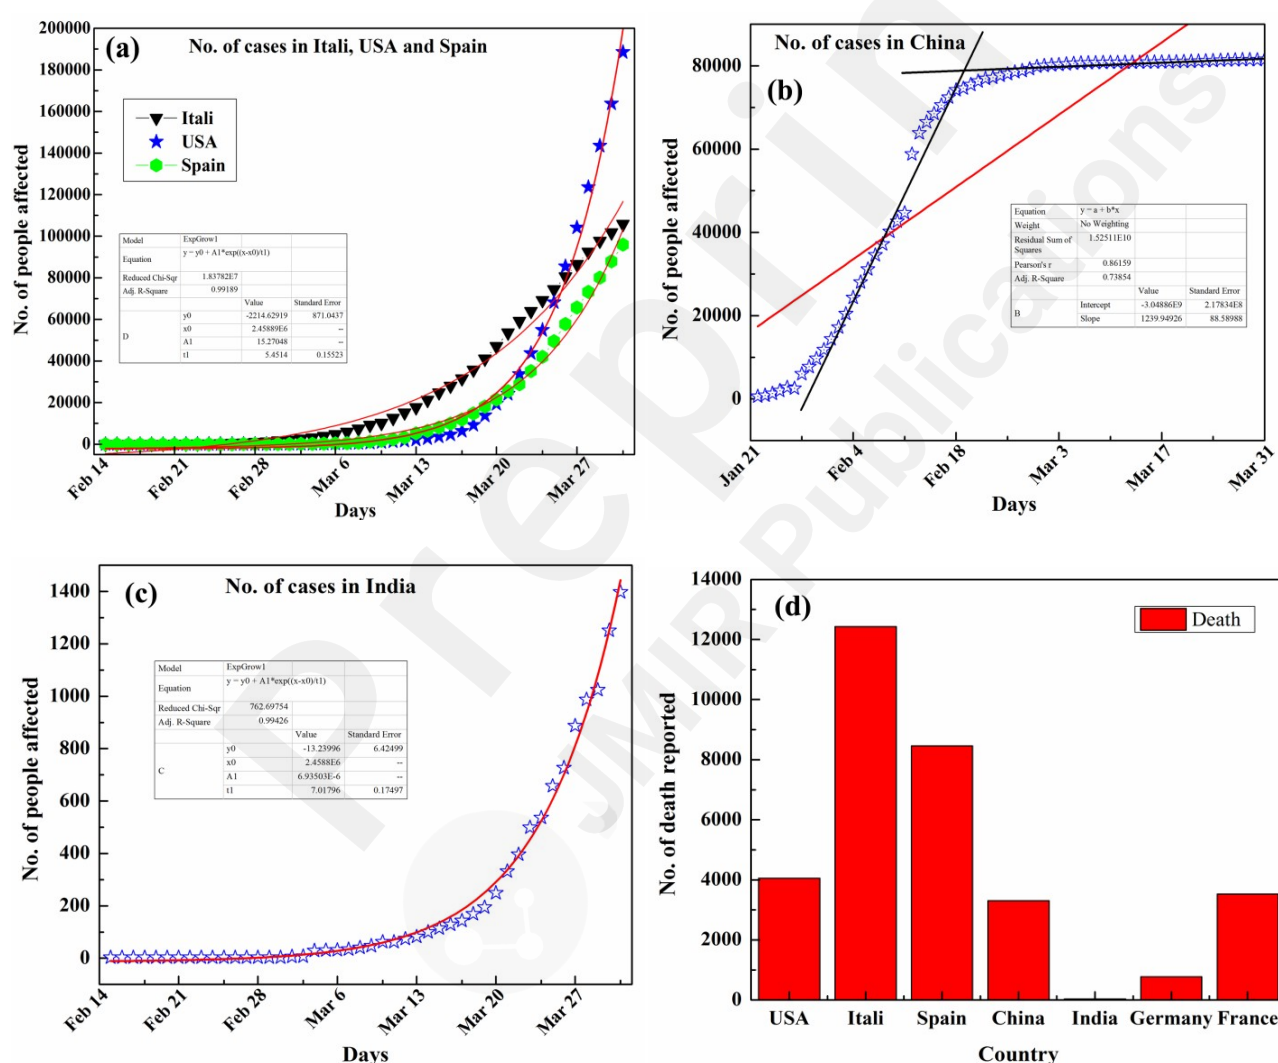 (a)
No. of cases in Itali, USA and Spain
Itali
USA
Spain
Model ExpGrow1
Equation y = y0 + A1*exp((x-x0)/t1)
Reduced Chi-Sqr 1.83782E7
Adj. R-Square 0.99189
Value Standard Error
D
y0 -2214.62919 871.0437
x0 2.45889E6 --
A1 15.27048 --
t1 5.4514 0.15523
200000
180000
160000
140000
120000
100000
80000
60000
40000
20000
0
No. of people affected
Feb 14 Feb 21 Feb 28 Mar 6 Mar 13 Mar 20 Mar 27
Days
No. of cases in China
(b)
Equation y = a + b*x
Weight No Weighting
Residual Sum of
Squares 1.52511E10
Pearson's r 0.86159
Adj. R-Square 0.73854
Value Standard Error
B
Intercept -3.04886E9 2.17834E8
Slope 1239.94926 88.58988
80000
60000
40000
20000
0
No. of people affected
Jan 21 Feb 4 Feb 18 Mar 3 Mar 17 Mar 31
Days
(c)
No. of cases in India
Model ExpGrow1
Equation y = y0 + A1*exp((x-x0)/t1)
Reduced Chi-Sqr 762.69754
Adj. R-Square 0.99426
Value Standard Error
C
y0 -13.23996 6.42499
x0 2.4588E6 --
A1 6.93503E-6 --
t1 7.01796 0.17497
1400
1200
1000
800
600
400
200
0
No. of people affected
Feb 14 Feb 21 Feb 28 Mar 6 Mar 13 Mar 20 Mar 27
Days
(d)
Death
14000
12000
10000
8000
6000
4000
2000
0
No. of death reported
USA Itali Spain China India Germany France
Country
Preprin
JMIR Publications